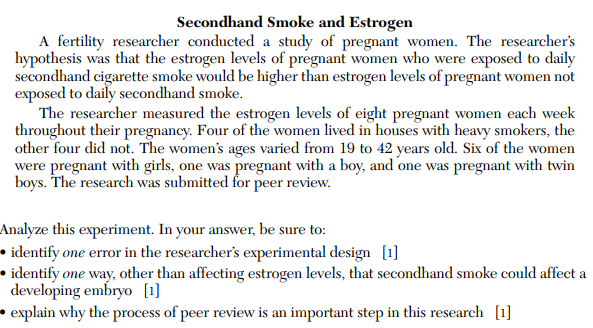 Secondhand Smoke and Estrogen
A fertility researcher conducted a study of pregnant women. The researcher's
hypothesis was that the estrogen levels of pregnant women who were exposed to daily
secondhand cigarette smoke would be higher than estrogen levels of pregnant women not
exposed to daily secondhand smoke.
The researcher measured the estrogen levels of eight pregnant women each week
throughout their pregnancy. Four of the women lived in houses with heavy smokers, the
other four did not. The women's ages varied from 19 to 42 years old. Six of the women
were pregnant with girls, one was pregnant with a boy, and one was pregnant with twin
boys. The research was submitted for peer review.
Analyze this experiment. In your answer, be sure to:
• identify one error in the researcher's experimental design [1]
• identify one way, other than affecting estrogen levels, that secondhand smoke could affect a
developing embryo [1]
• explain why the process of peer review is an important step in this research [1]